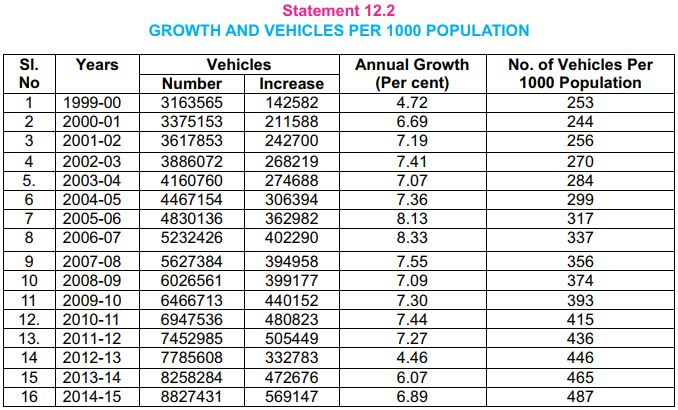 Statement 12.2
GROWTH AND VEHICLES PER 1000 POPULATION
Sl. No Years Vehicles Annual Growth (Per cent) No. of Vehicles Per 1000 Population
Number Increase
1 1999-00 3163565 142582 4.72 253
2 2000-01 3375153 211588 6.69 244
3 2001-02 3617853 242700 7.19 256
4 2002-03 3886072 268219 7.41 270
5. 2003-04 4160760 274688 7.07 284
6 2004-05 4467154 306394 7.36 299
7 2005-06 4830136 362982 8.13 317
8 2006-07 5232426 402290 8.33 337
9 2007-08 5627384 394958 7.55 356
10 2008-09 6026561 399177 7.09 374
11 2009-10 6466713 440152 7.30 393
12. 2010-11 6947536 480823 7.44 415
13. 2011-12 7452985 505449 7.27 436
14 2012-13 7785608 332783 4.46 446
15 2013-14 8258284 472676 6.07 465
16 2014-15 8827431 569147 6.89 487